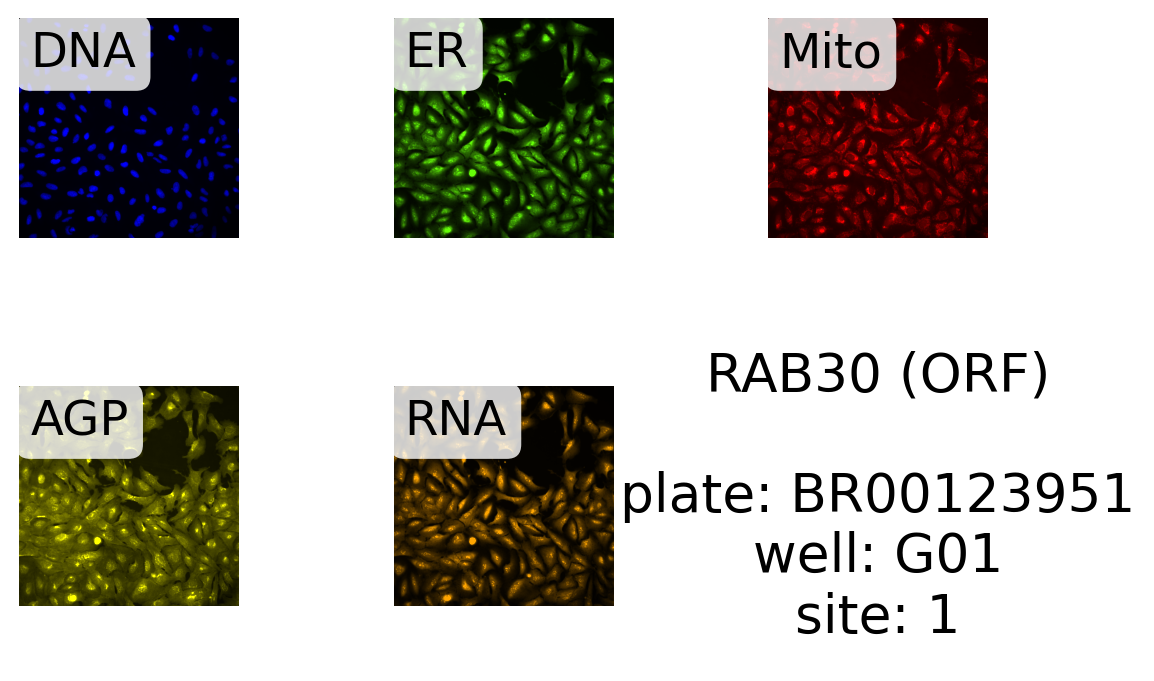 DNA
ER
Mito
AGP
RNA
RAB30 (ORF)
plate: BR00123951
well: G01
site: 1